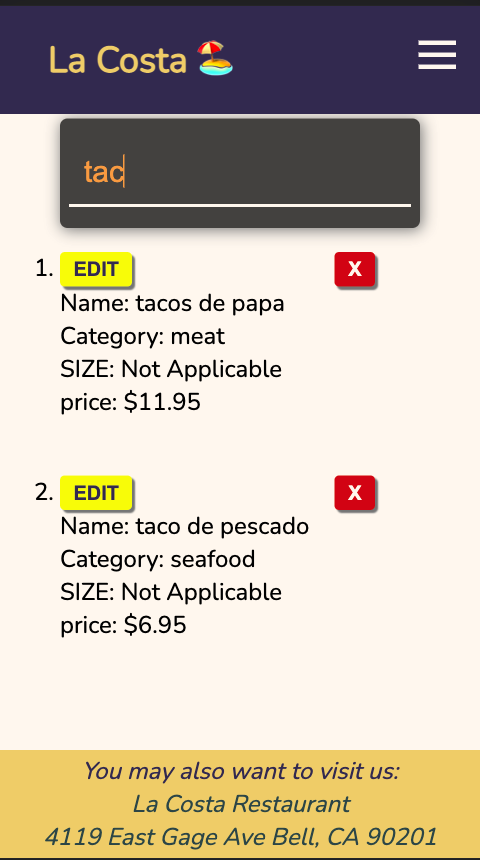 La Costa 🏖️
tac
1. EDIT X
Name: tacos de papa
Category: meat
SIZE: Not Applicable
price: $11.95
2. EDIT X
Name: taco de pescado
Category: seafood
SIZE: Not Applicable
price: $6.95
You may also want to visit us:
La Costa Restaurant
4119 East Gage Ave Bell, CA 90201